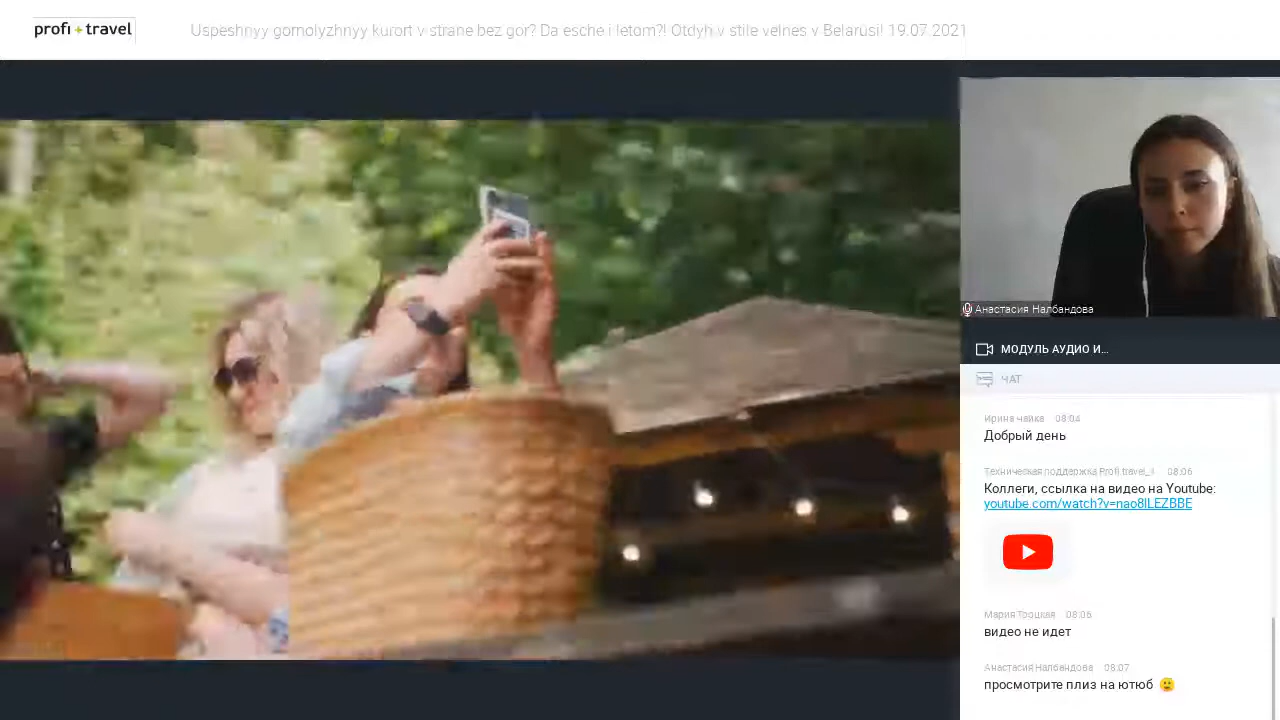 profi travel
Uspeshnyy gornolyzhnyy kurort v strane bez gor? Da esche i letom?! Otdyh v stile velnes v Belarusi! 19.07.2021
Анастасия Налбандова
МОДУЛЬ АУДИО И...
ЧАТ
Ирина чайка 08:04
Добрый день
Техническая поддержка Profi.travel_ 08:06
Коллеги, ссылка на видео на Youtube:
youtube.com/watch?v=nao8lLEZBBE
Мария Троцкая 08:06
видео не идет
Анастасия Налбандова 08:07
просмотрите плиз на ютюб